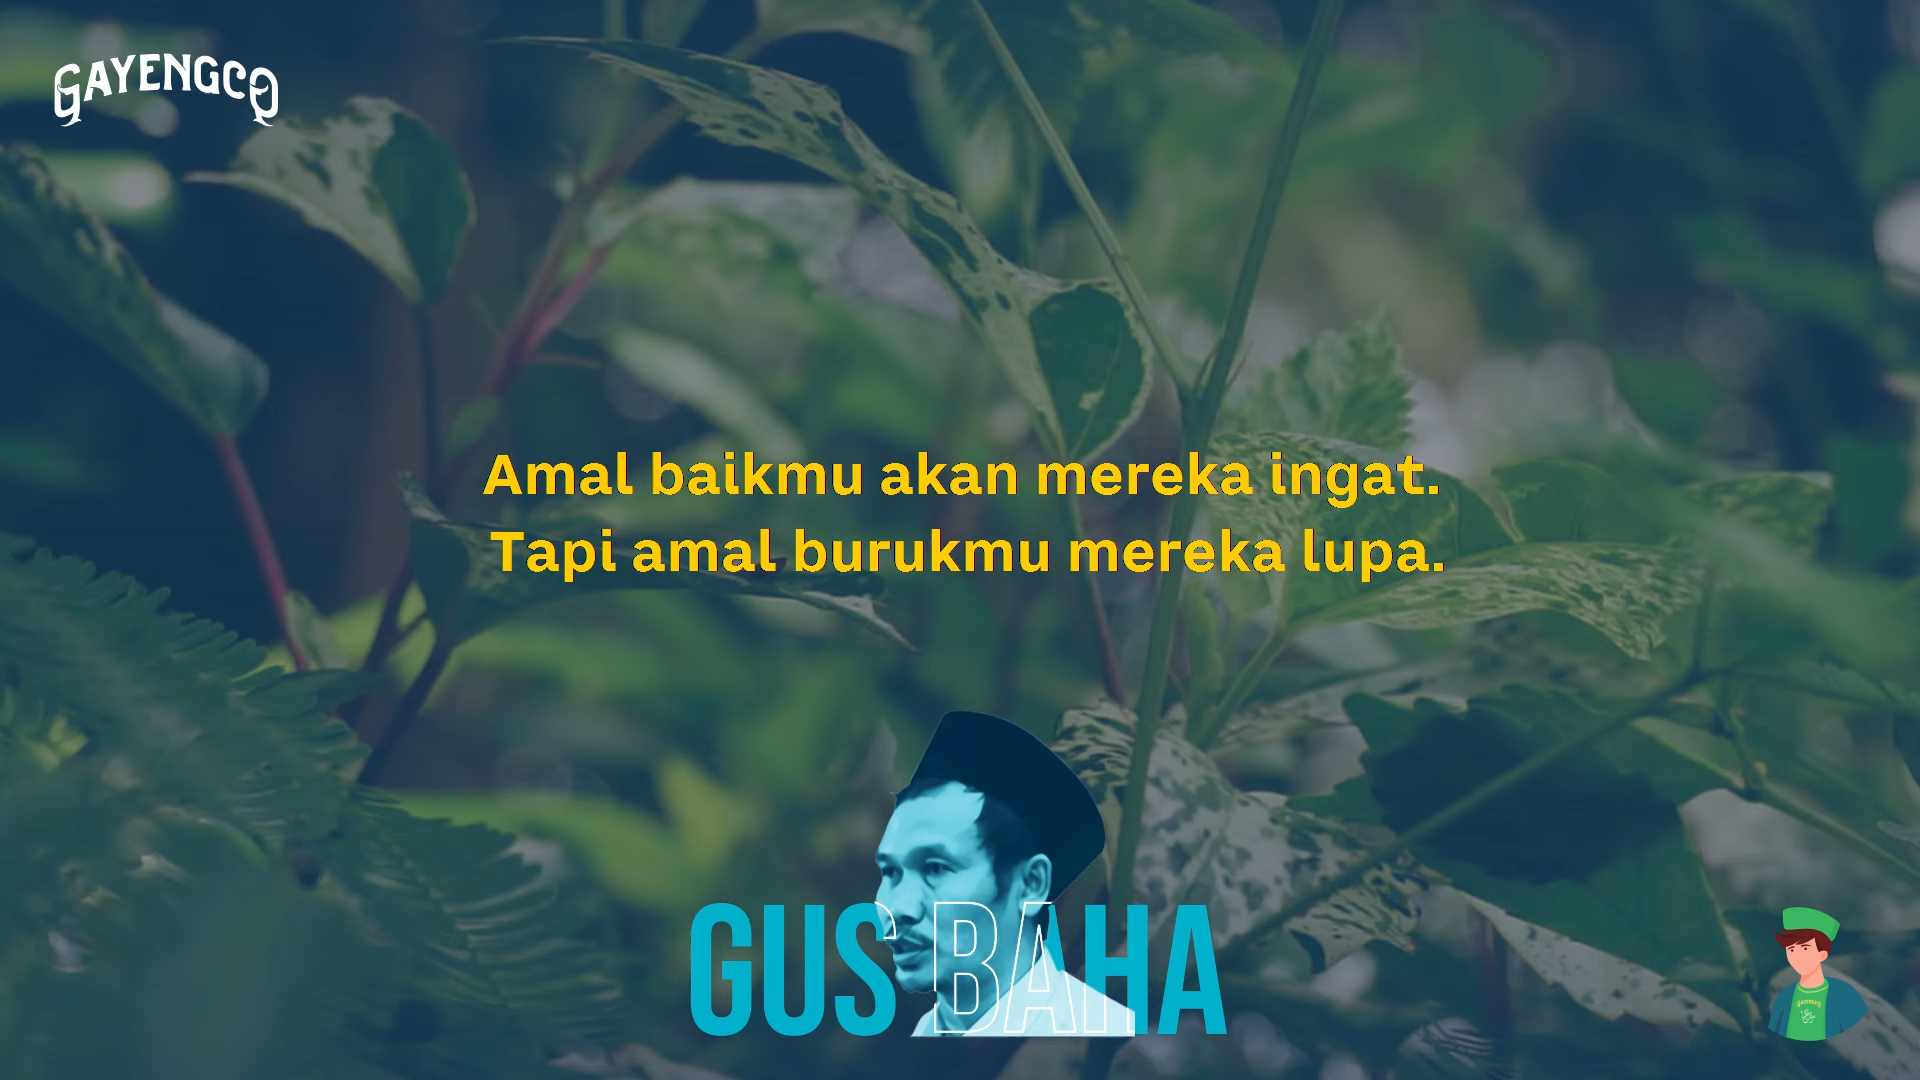 GAYENGCO
Amal baikmu akan mereka ingat.
Tapi amal burukmu mereka lupa.
GUS BAHA